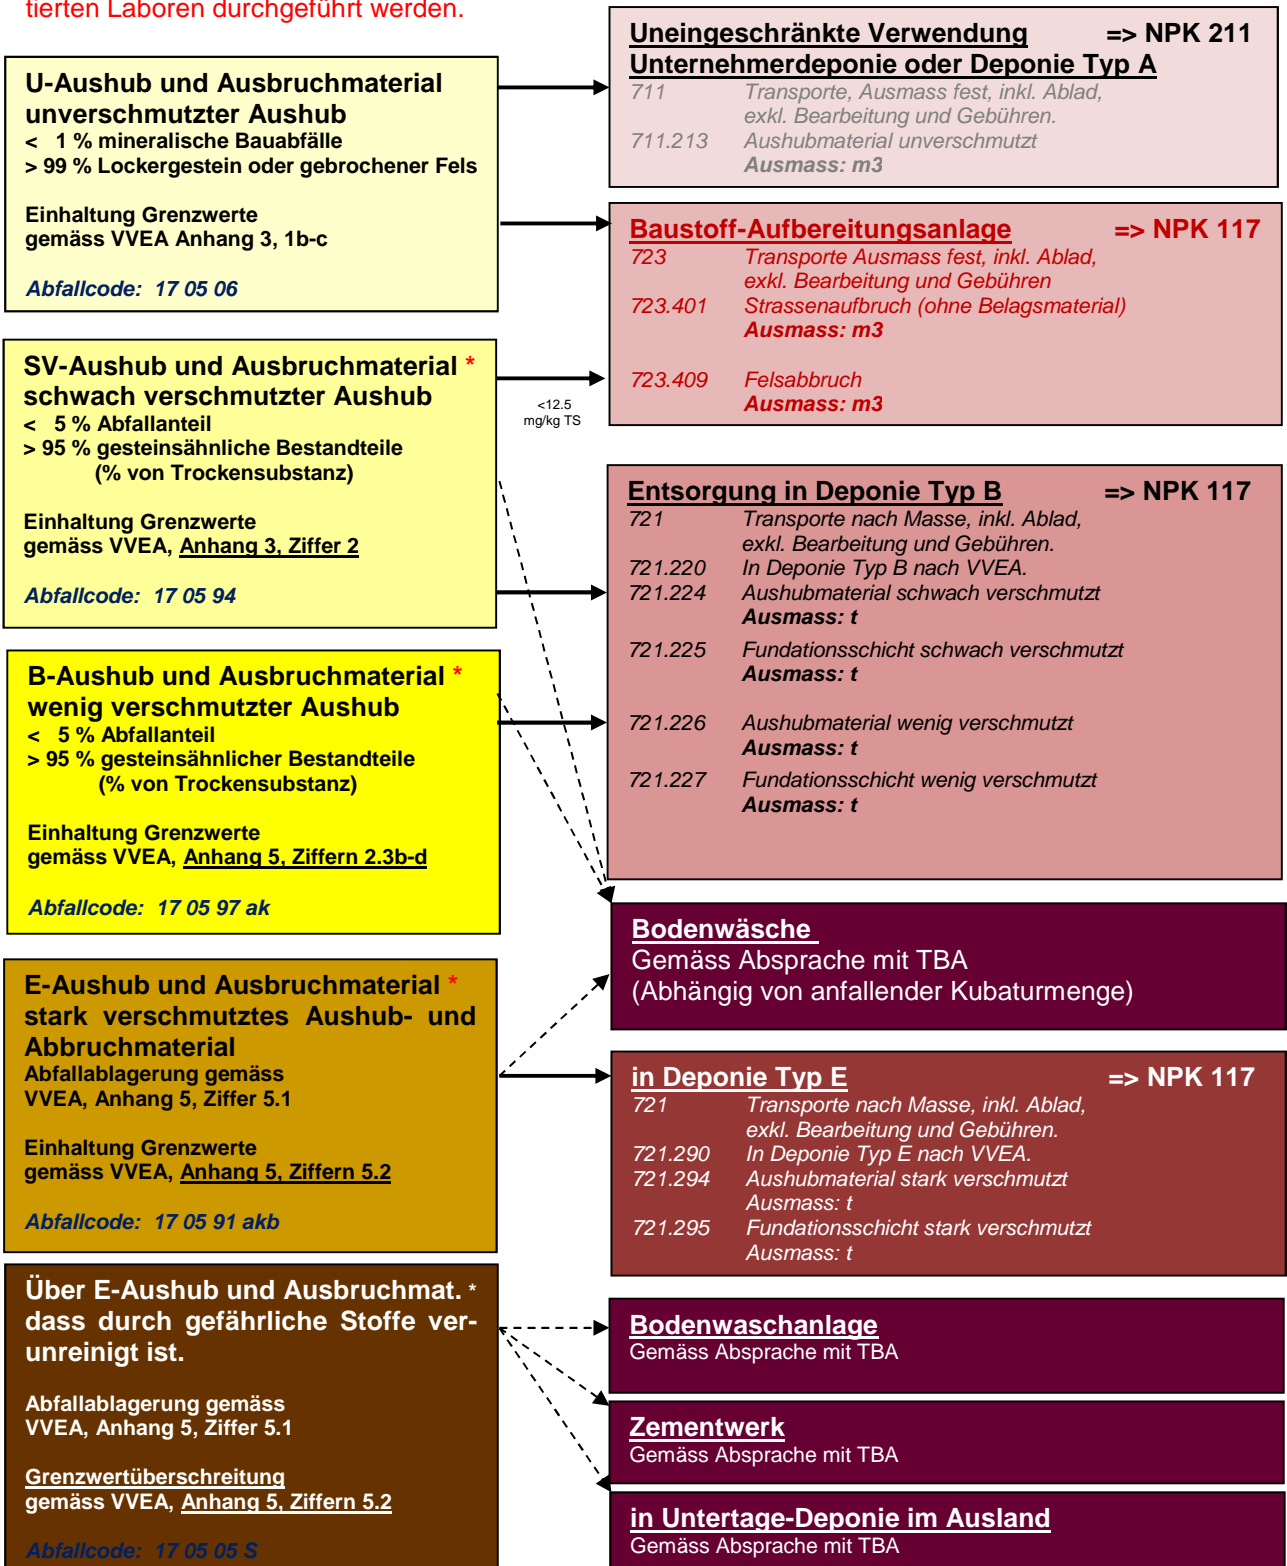 tierten Laboren durchgeführt werden.
U-Aushub und Ausbruchmaterial
unverschmutzter Aushub
< 1 % mineralische Bauabfälle
> 99 % Lockergestein oder gebrochener Fels
Einhaltung Grenzwerte
gemäss VVEA Anhang 3, 1b-c
Abfallcode: 17 05 06
Uneingeschränkte Verwendung => NPK 211
Unternehmerdeponie oder Deponie Typ A
711 Transporte, Ausmass fest, inkl. Ablad,
exkl. Bearbeitung und Gebühren.
711.213 Aushubmaterial unverschmutzt
Ausmass: m3
Baustoff-Aufbereitungsanlage => NPK 117
723 Transporte Ausmass fest, inkl. Ablad,
exkl. Bearbeitung und Gebühren
723.401 Strassenaufbruch (ohne Belagsmaterial)
Ausmass: m3
723.409 Felsabbruch
Ausmass: m3
SV-Aushub und Ausbruchmaterial *
schwach verschmutzter Aushub
< 5 % Abfallanteil
> 95 % gesteinsähnliche Bestandteile
(% von Trockensubstanz)
Einhaltung Grenzwerte
gemäss VVEA, Anhang 3, Ziffer 2
Abfallcode: 17 05 94
<12.5
mg/kg TS
Entsorgung in Deponie Typ B => NPK 117
721 Transporte nach Masse, inkl. Ablad,
exkl. Bearbeitung und Gebühren.
721.220 In Deponie Typ B nach VVEA.
721.224 Aushubmaterial schwach verschmutzt
Ausmass: t
721.225 Fundationsschicht schwach verschmutzt
Ausmass: t
721.226 Aushubmaterial wenig verschmutzt
Ausmass: t
721.227 Fundationsschicht wenig verschmutzt
Ausmass: t
B-Aushub und Ausbruchmaterial *
wenig verschmutzter Aushub
< 5 % Abfallanteil
> 95 % gesteinsähnlicher Bestandteile
(% von Trockensubstanz)
Einhaltung Grenzwerte
gemäss VVEA, Anhang 5, Ziffern 2.3b-d
Abfallcode: 17 05 97 ak
Bodenwäsche
Gemäss Absprache mit TBA
(Abhängig von anfallender Kubaturmenge)
E-Aushub und Ausbruchmaterial *
stark verschmutztes Aushub- und
Abbruchmaterial
Abfallablagerung gemäss
VVEA, Anhang 5, Ziffer 5.1
Einhaltung Grenzwerte
gemäss VVEA, Anhang 5, Ziffern 5.2
Abfallcode: 17 05 91 akb
in Deponie Typ E => NPK 117
721 Transporte nach Masse, inkl. Ablad,
exkl. Bearbeitung und Gebühren.
721.290 In Deponie Typ E nach VVEA.
721.294 Aushubmaterial stark verschmutzt
Ausmass: t
721.295 Fundationsschicht stark verschmutzt
Ausmass: t
Über E-Aushub und Ausbruchmat. *
dass durch gefährliche Stoffe ver-
unreinigt ist.
Abfallablagerung gemäss
VVEA, Anhang 5, Ziffer 5.1
Grenzwertüberschreitung
gemäss VVEA, Anhang 5, Ziffern 5.2
Abfallcode: 17 05 05 S
Bodenwaschanlage
Gemäss Absprache mit TBA
Zementwerk
Gemäss Absprache mit TBA
in Untertage-Deponie im Ausland
Gemäss Absprache mit TBA